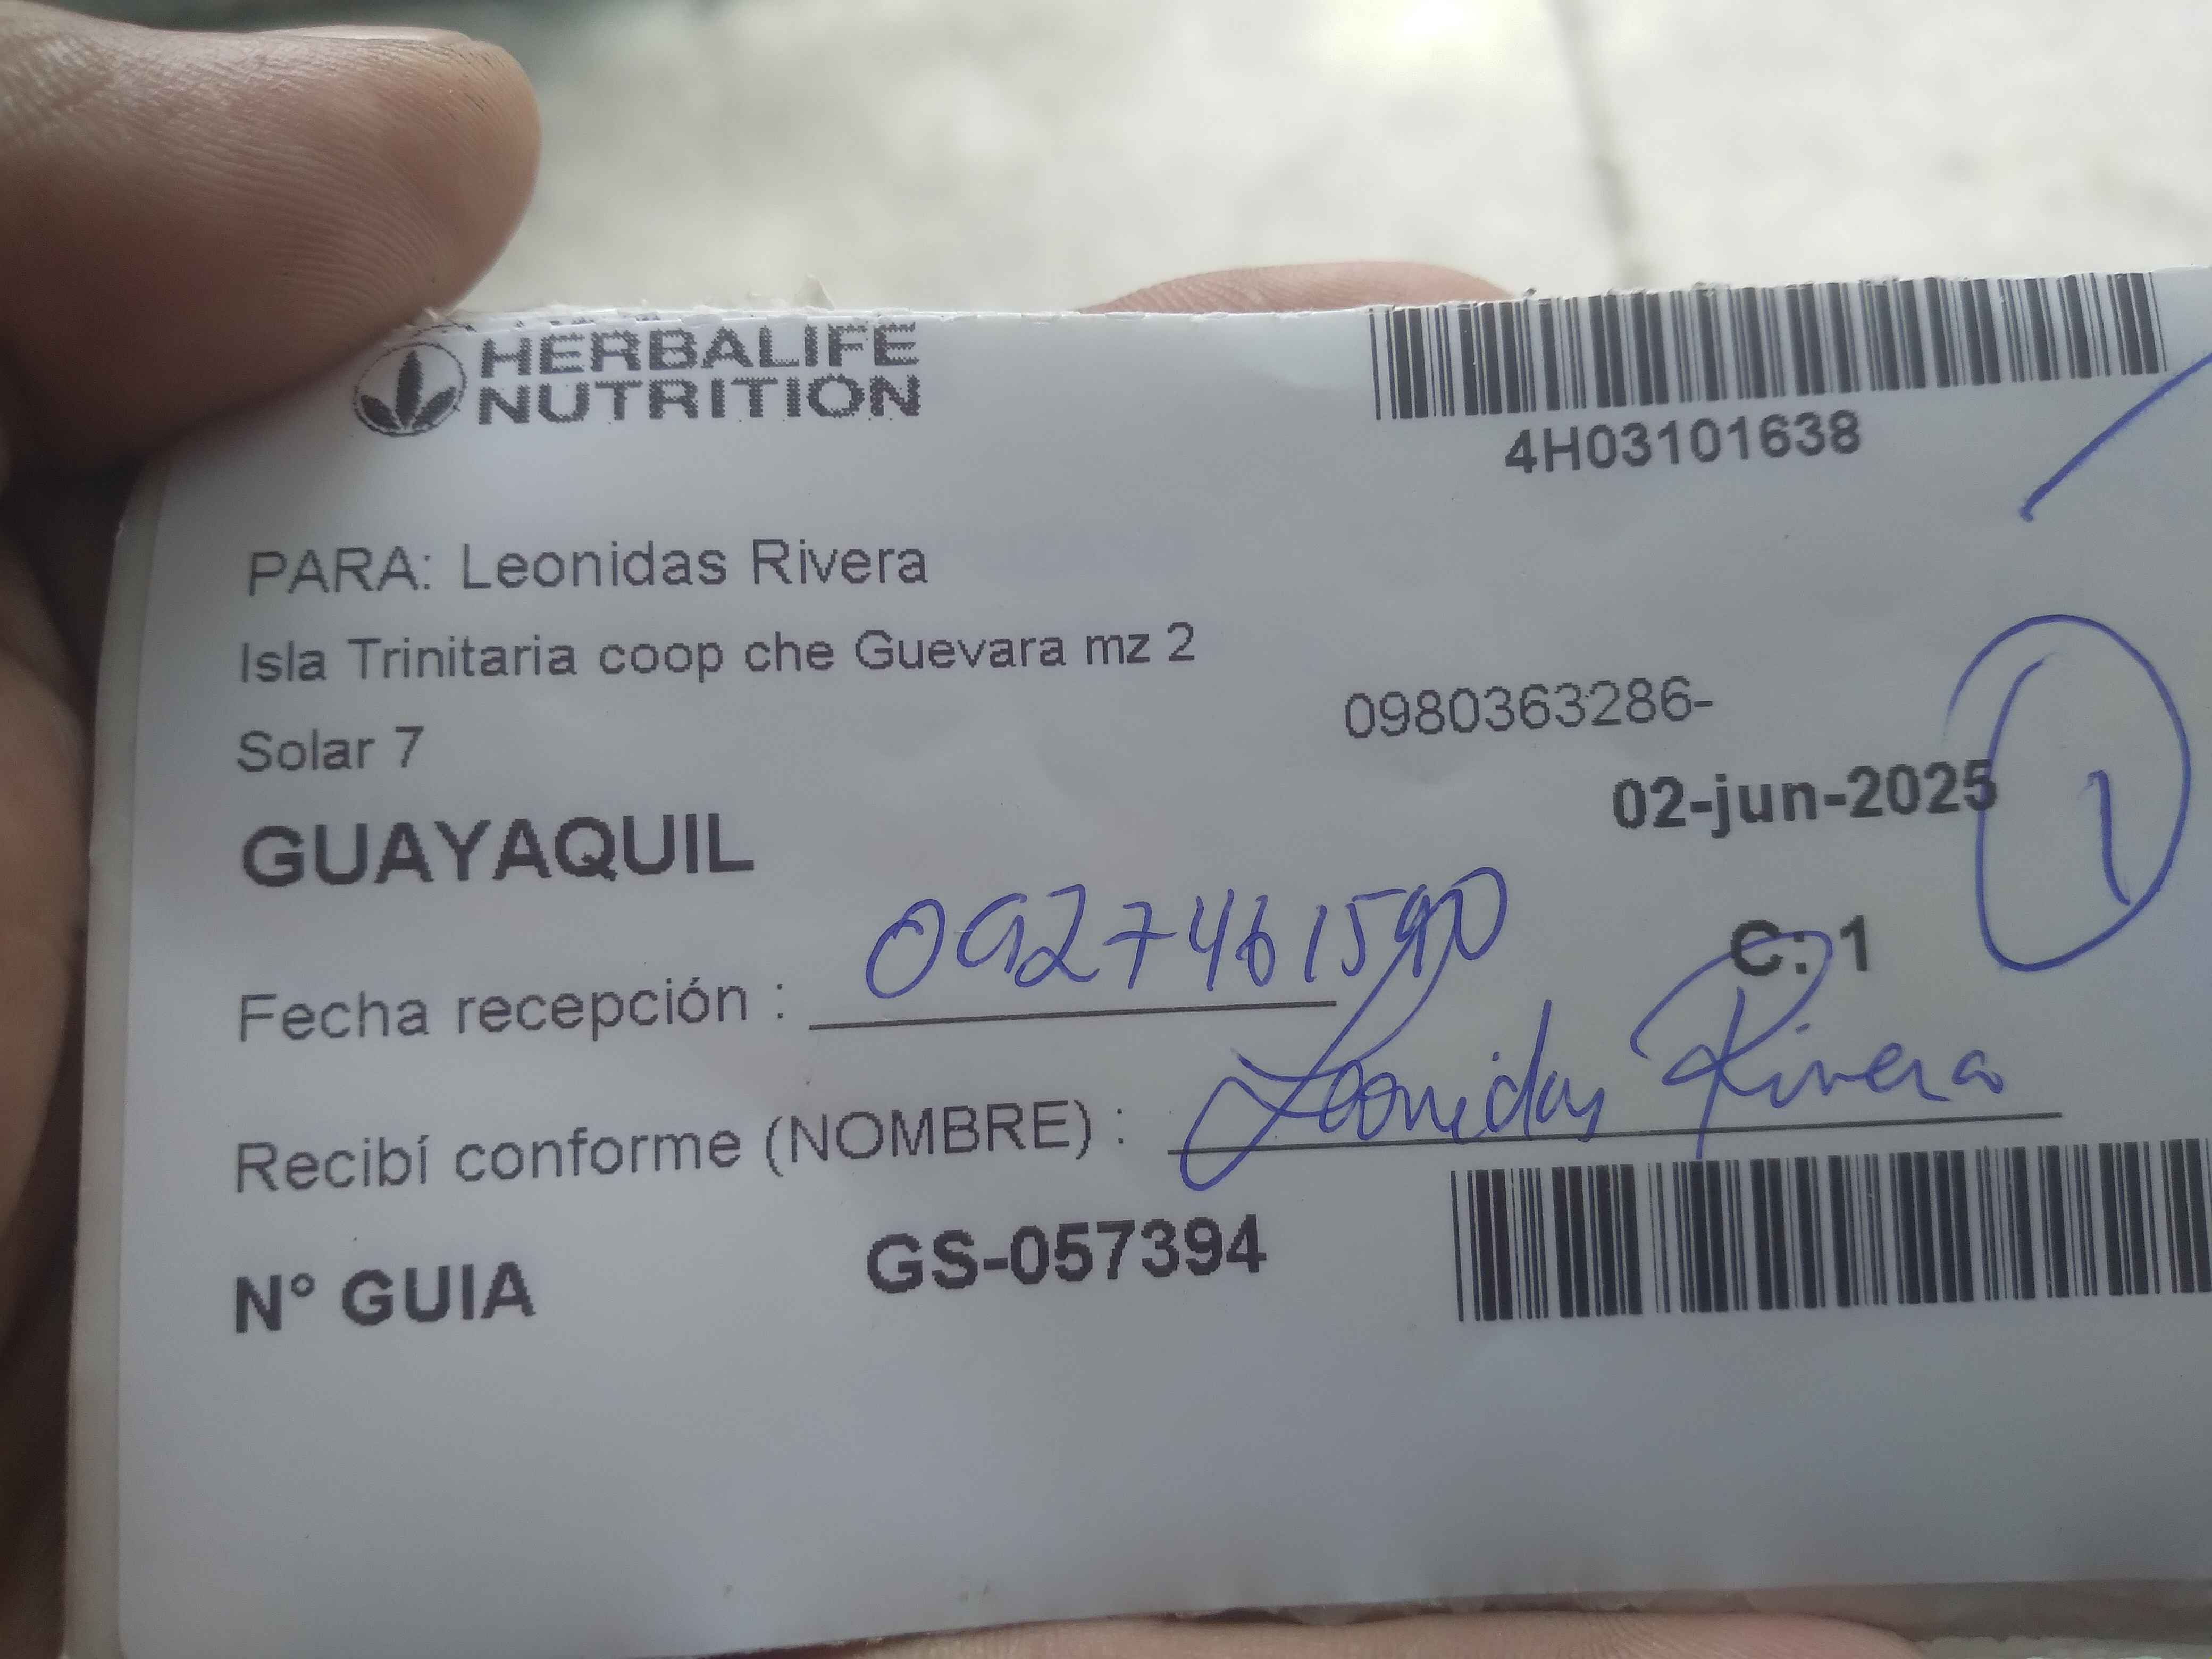 HERBALIFE
NUTRITION
4H03101638
PARA: Leonidas Rivera
Isla Trinitaria coop che Guevara mz 2
Solar 7
0980363286-
GUAYAQUIL
02-jun-2025
1
C: 1
Fecha recepción : 0927461590
Recibí conforme (NOMBRE) : Leonidas Rivera
N° GUIA GS-057394